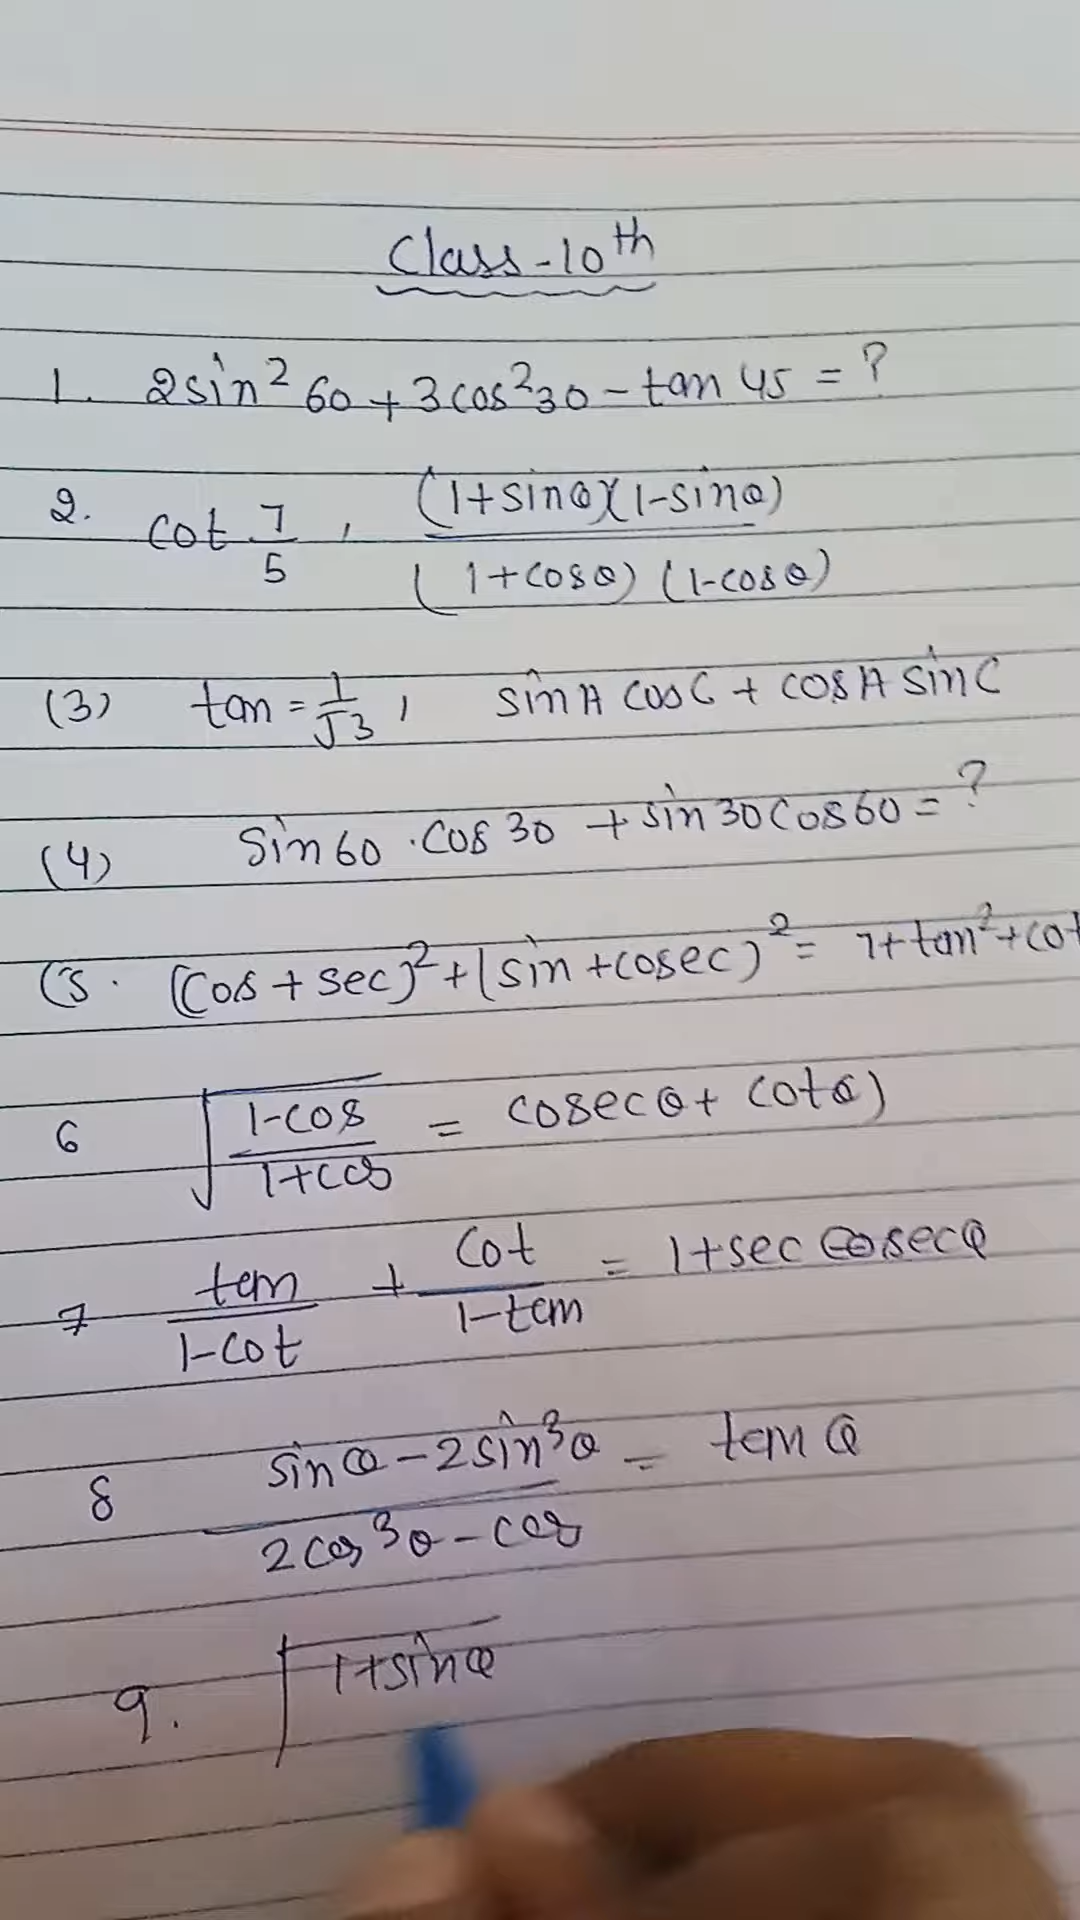 Class-10th
1. 2sin² 60 + 3cos²30 - tan 45 = ?
2. cot 7/5 , (1+sinθ)(1-sinθ) / (1+cosθ) (1-cosθ)
(3) tan = 1/√3 , sinA cosC + cosA sinC
(4) Sin60 . Cos30 + sin30 Cos60 = ?
(5. (Cos + sec)² + (sin + cosec)² = 7 + tan² + cot
6 √(1-cos / 1+cos) = cosecθ + cotθ)
7 tan / 1-cot + cot / 1-tan = 1+sec cosecθ
8 sinθ - 2sin³θ / 2cos³θ - cos = tanθ
9. √1+sinθ